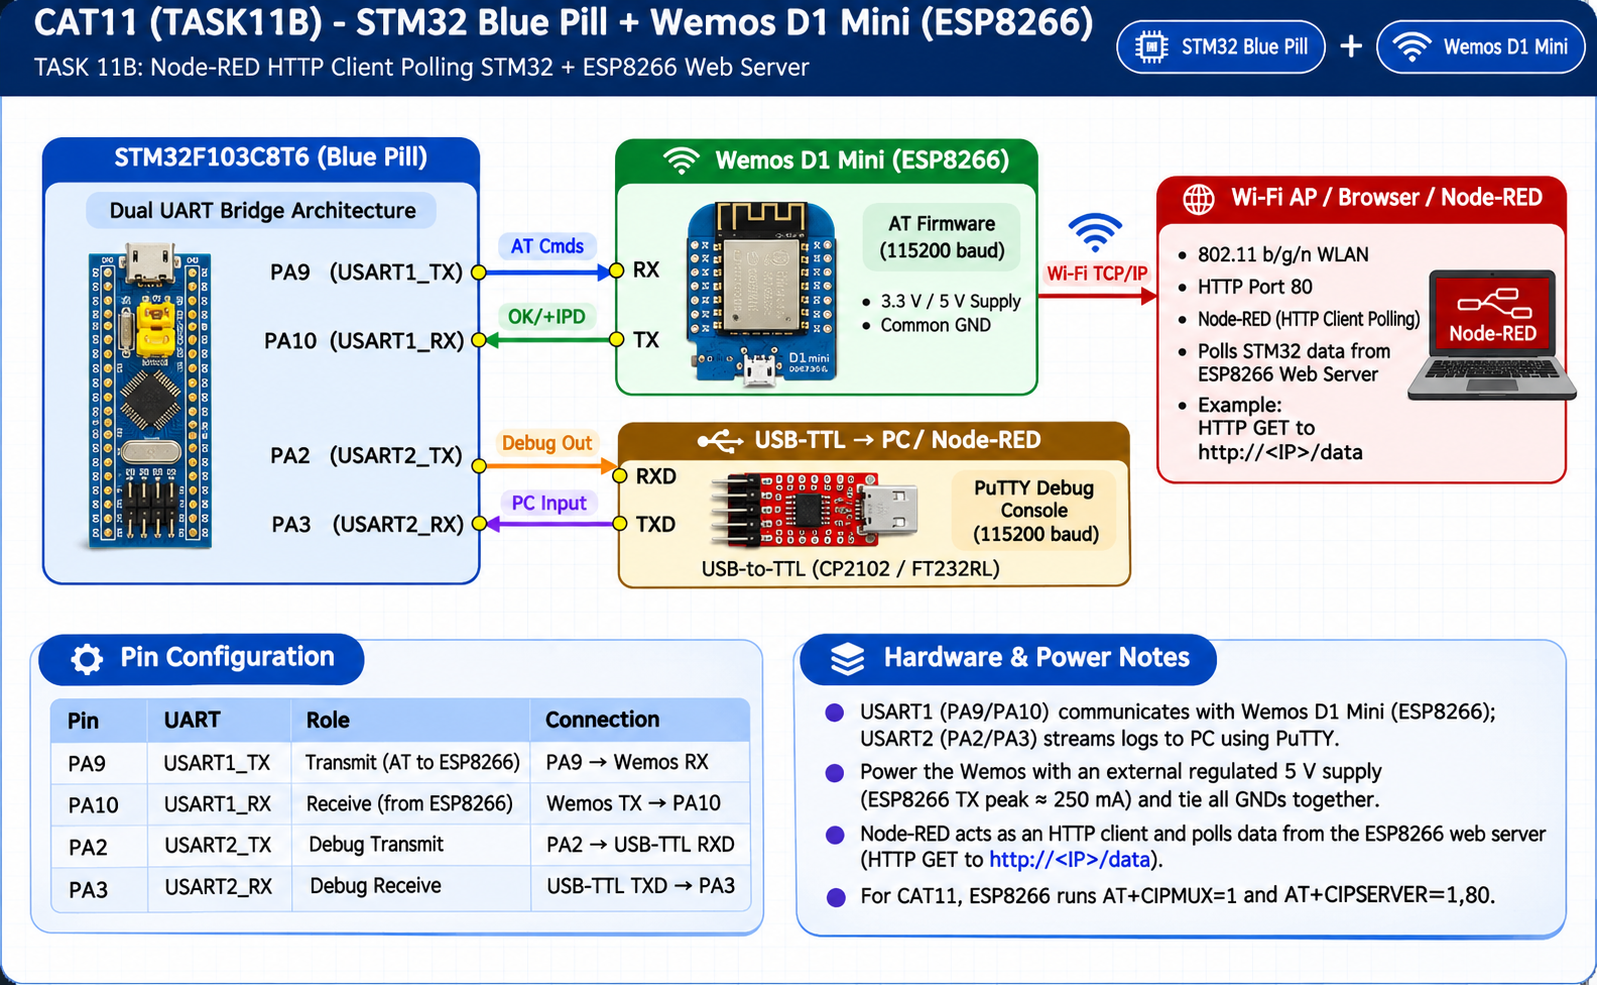 CAT11 (TASK11B) - STM32 Blue Pill + Wemos D1 Mini (ESP8266)
TASK 11B: Node-RED HTTP Client Polling STM32 + ESP8266 Web Server
STM32 Blue Pill
+
Wemos D1 Mini
STM32F103C8T6 (Blue Pill)
Dual UART Bridge Architecture
PA9 (USART1_TX)
PA10 (USART1_RX)
PA2 (USART2_TX)
PA3 (USART2_RX)
AT Cmds
OK/+IPD
Debug Out
PC Input
Wemos D1 Mini (ESP8266)
RX
TX
D1mini
AT Firmware
(115200 baud)
• 3.3 V / 5 V Supply
• Common GND
Wi-Fi TCP/IP
Wi-Fi AP / Browser / Node-RED
• 802.11 b/g/n WLAN
• HTTP Port 80
• Node-RED (HTTP Client Polling)
• Polls STM32 data from
ESP8266 Web Server
• Example:
HTTP GET to
http://<IP>/data
Node-RED
USB-TTL → PC / Node-RED
RXD
TXD
PuTTY Debug
Console
(115200 baud)
USB-to-TTL (CP2102 / FT232RL)
Pin Configuration
Pin UART Role Connection
PA9 USART1_TX Transmit (AT to ESP8266) PA9 → Wemos RX
PA10 USART1_RX Receive (from ESP8266) Wemos TX → PA10
PA2 USART2_TX Debug Transmit PA2 → USB-TTL RXD
PA3 USART2_RX Debug Receive USB-TTL TXD → PA3
Hardware & Power Notes
● USART1 (PA9/PA10) communicates with Wemos D1 Mini (ESP8266);
USART2 (PA2/PA3) streams logs to PC using PuTTY.
● Power the Wemos with an external regulated 5 V supply
(ESP8266 TX peak ≈ 250 mA) and tie all GNDs together.
● Node-RED acts as an HTTP client and polls data from the ESP8266 web server
(HTTP GET to http://<IP>/data).
● For CAT11, ESP8266 runs AT+CIPMUX=1 and AT+CIPSERVER=1,80.